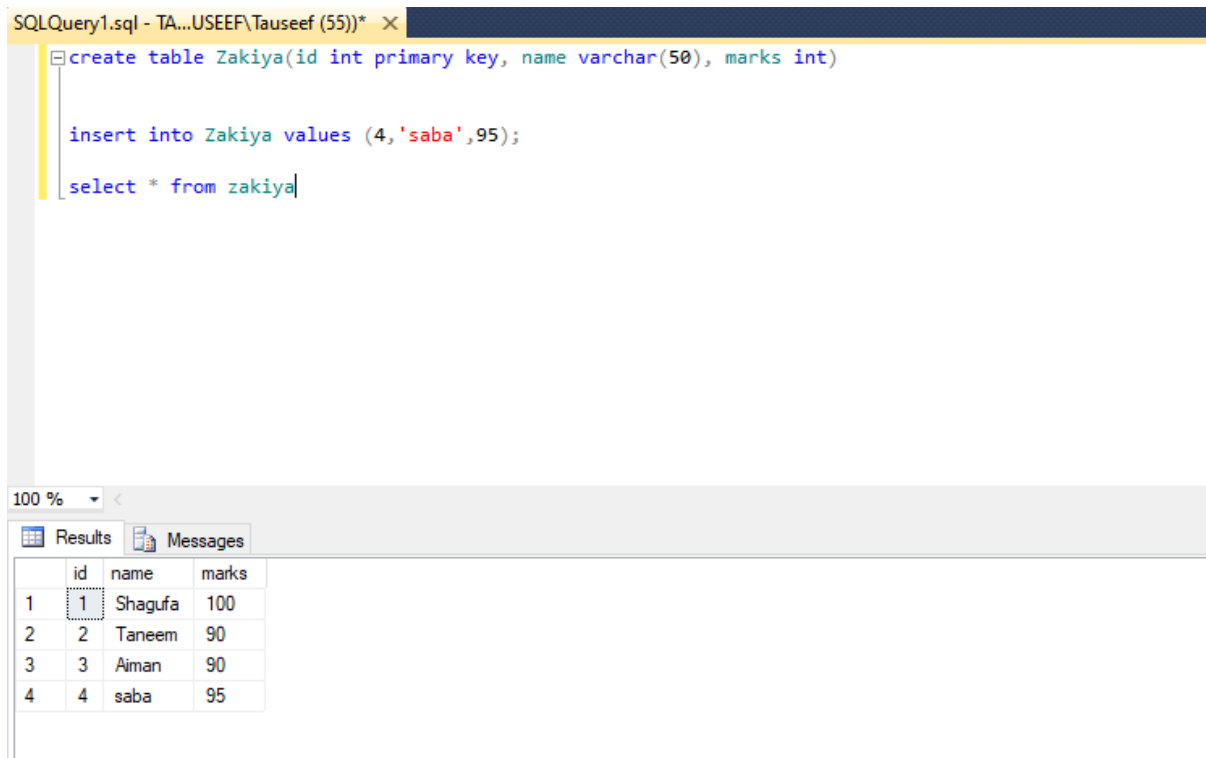 SQLQuery1.sql - TA...USEEF\Tauseef (55))* ×
create table Zakiya(id int primary key, name varchar(50), marks int)
insert into Zakiya values (4,'saba',95);
select * from zakiya
100 %
Results Messages
id name marks
1 1 Shagufa 100
2 2 Taneem 90
3 3 Aiman 90
4 4 saba 95